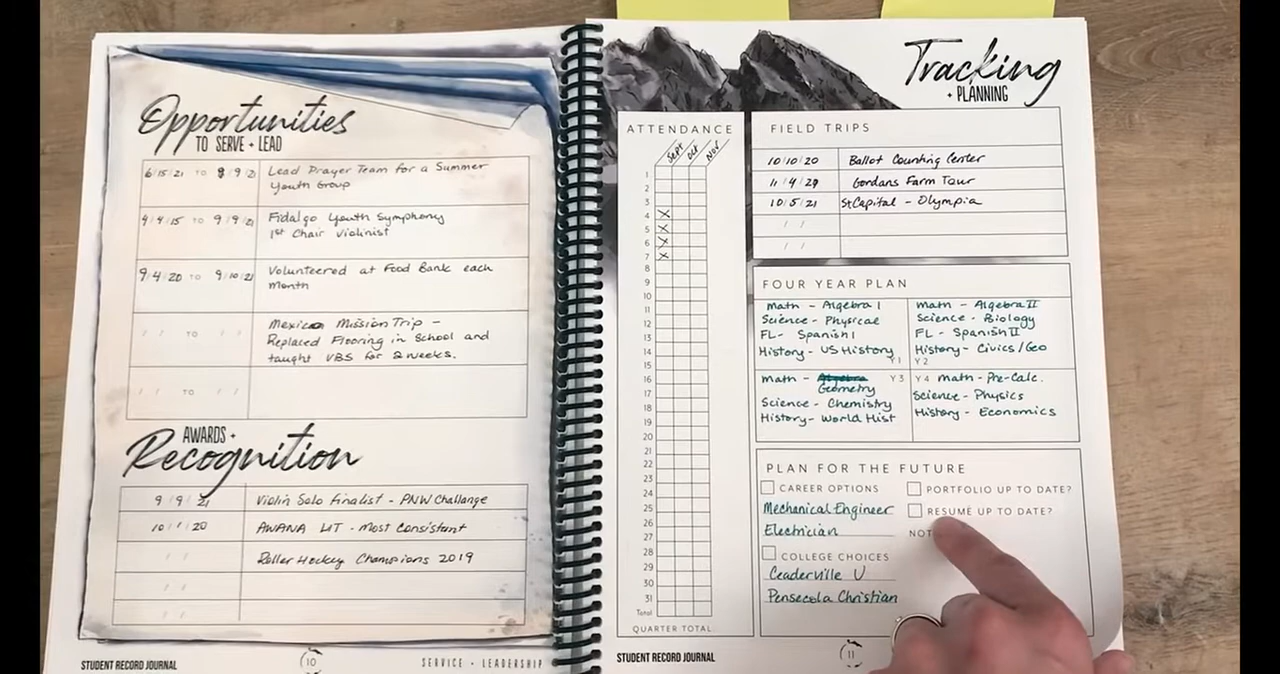 Opportunities
TO SERVE + LEAD
6/15/21 TO 8/9/21 Lead Prayer Team for a Summer
Youth Group
4/4/15 TO 9/9/21 Fidalgo Youth Symphony
1st Chair Violinist
9/4/20 TO 9/10/21 Volunteered at Food Bank each
month
/ / TO / / Mexico Mission Trip -
Replaced Flooring in School and
taught VBS for 2 weeks.
/ / TO / /
AWARDS +
Recognition
9/9/21 Violin Solo Finalist - PNW Challange
10/1/20 AWANA LIT - Most Consistant
/ / Roller Hockey Champions 2019
/ /
/ /
STUDENT RECORD JOURNAL
10
SERVICE + LEADERSHIP
Tracking
+ PLANNING
ATTENDANCE
Sept Oct Nov
1
2
3
4 X
5 X
6 X
7 X
8
9
10
11
12
13
14
15
16
17
18
19
20
21
22
23
24
25
26
27
28
29
30
31
Total
QUARTER TOTAL:
FIELD TRIPS
10/10/20 Ballot Counting Center
11/4/20 Gordans Farm Tour
10/5/21 St Capital - Olympia
/ /
/ /
FOUR YEAR PLAN
math - Algebra 1
Science - Physical
FL - Spanish 1
History - US History
Y1
math - Algebra II
Science - Biology
FL - Spanish II
History - Civics/Geo
Y2
math - Algebra Y3
Geometry
Science - Chemistry
History - World Hist
Y4 math - Pre-Calc.
Science - Physics
History - Economics
PLAN FOR THE FUTURE
CAREER OPTIONS
Mechanical Engineer
Electrician
COLLEGE CHOICES
Ceaderville U
Pensecola Christian
PORTFOLIO UP TO DATE?
RESUMÉ UP TO DATE?
STUDENT RECORD JOURNAL
11